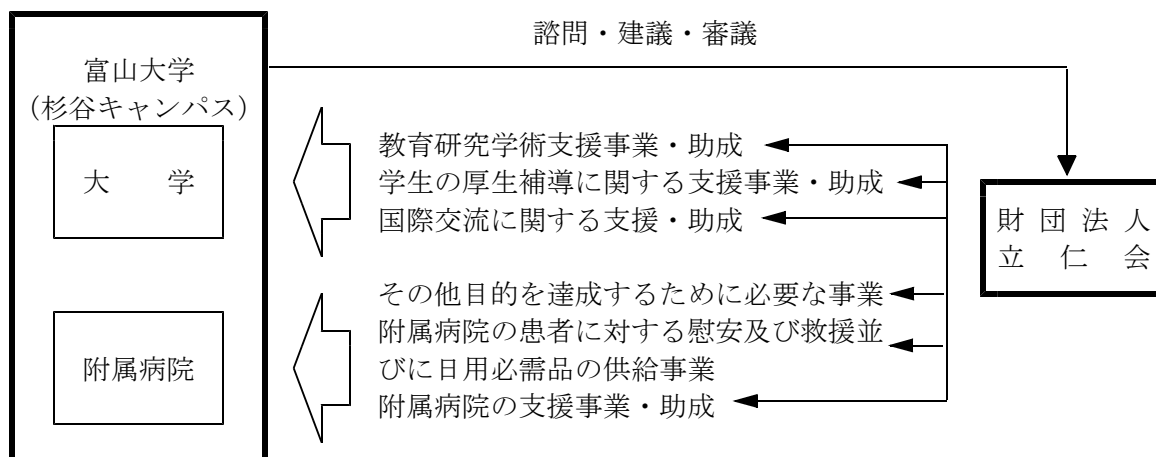 諮問・建議・審議
富山大学
(杉谷キャンパス)
大 学
附属病院
教育研究学術支援事業・助成
学生の厚生補導に関する支援事業・助成
国際交流に関する支援・助成
その他目的を達成するために必要な事業
附属病院の患者に対する慰安及び救援並
びに日用必需品の供給事業
附属病院の支援事業・助成
財 団 法 人
立 仁 会